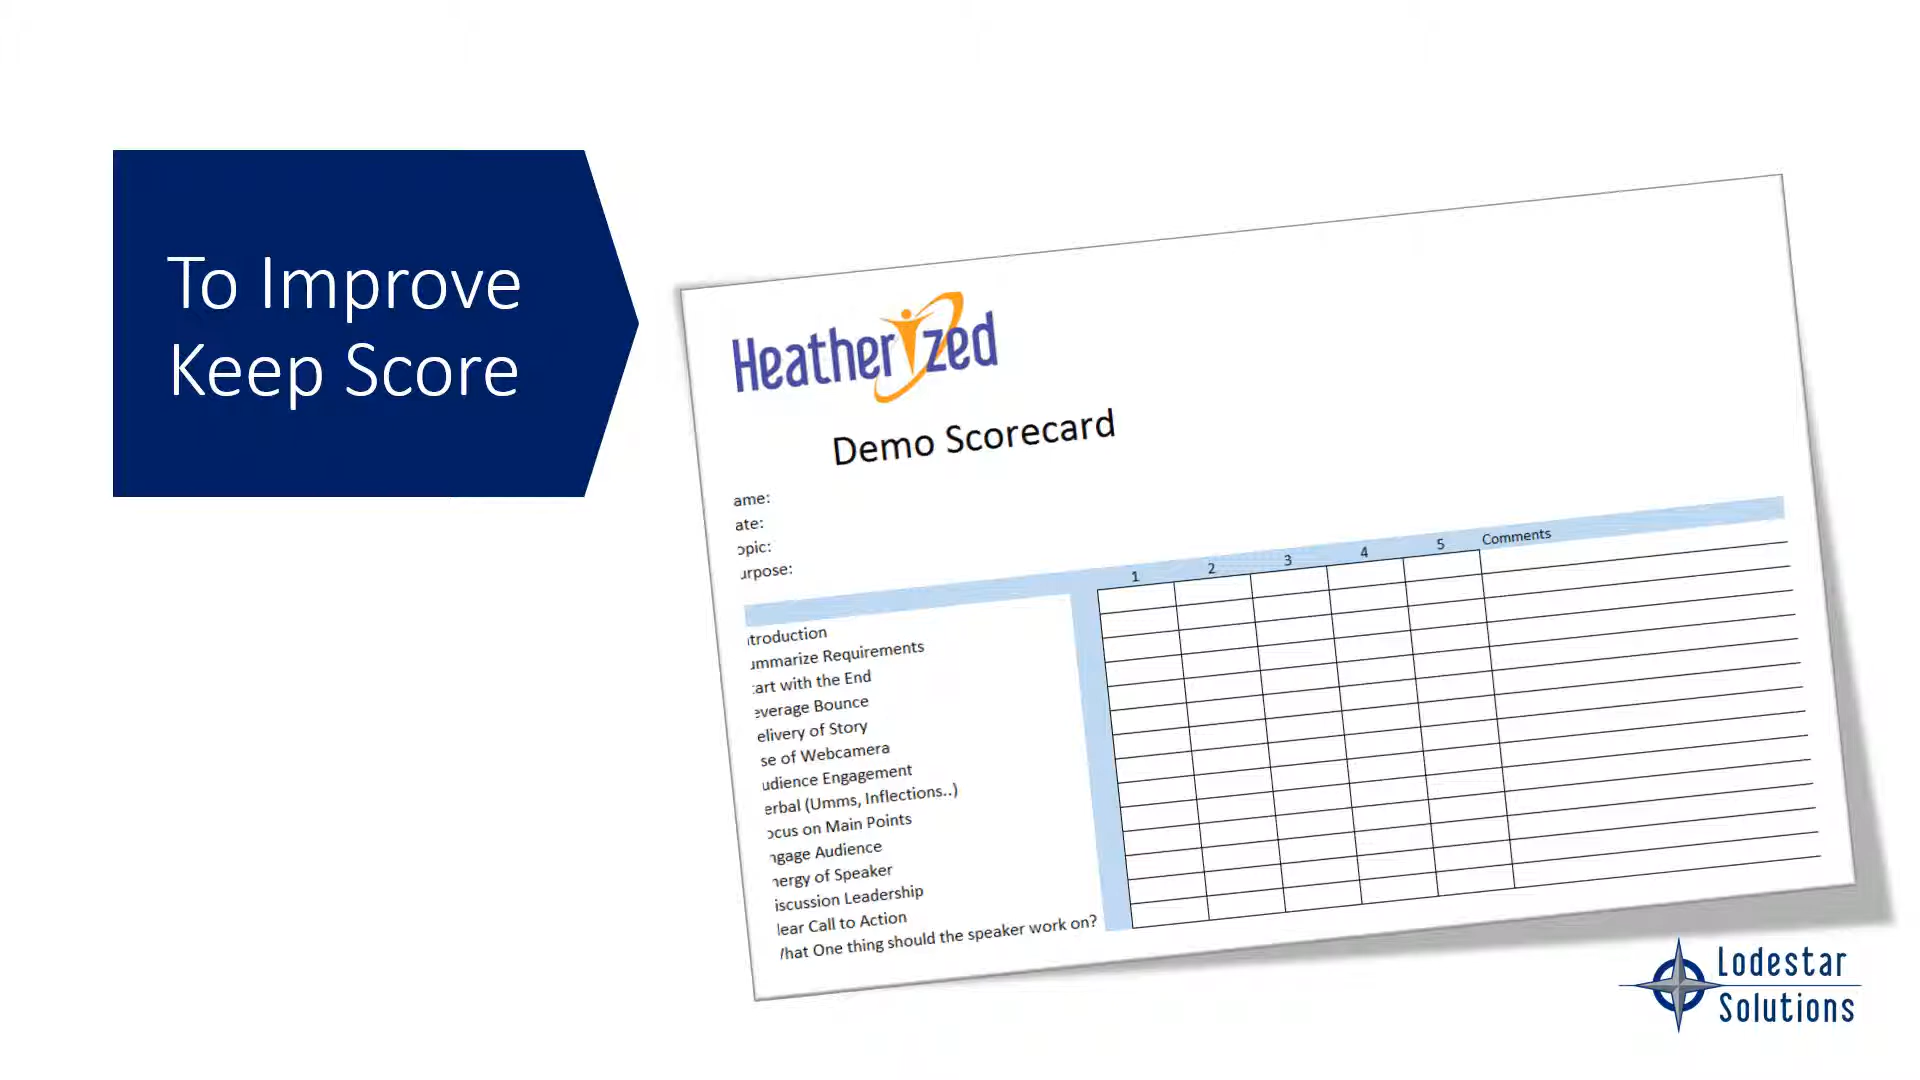 To Improve
Keep Score
Heatherized
Demo Scorecard
ame:
ate:
opic:
urpose:
1 2 3 4 5 Comments
troduction
ummarize Requirements
art with the End
everage Bounce
elivery of Story
se of Webcamera
udience Engagement
erbal (Umms, Inflections..)
ocus on Main Points
ngage Audience
nergy of Speaker
iscussion Leadership
lear Call to Action
hat One thing should the speaker work on?
Lodestar
Solutions